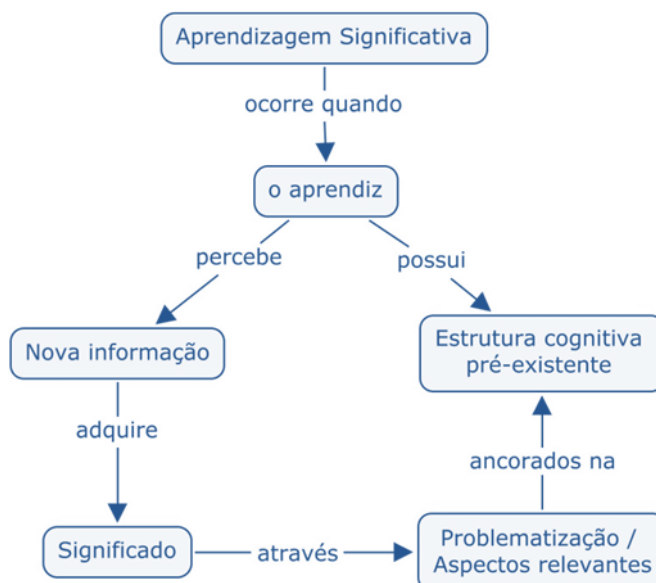 Aprendizagem Significativa
ocorre quando
o aprendiz
percebe
possui
Nova informação
Estrutura cognitiva
pré-existente
adquire
ancorados na
Significado
através
Problematização /
Aspectos relevantes